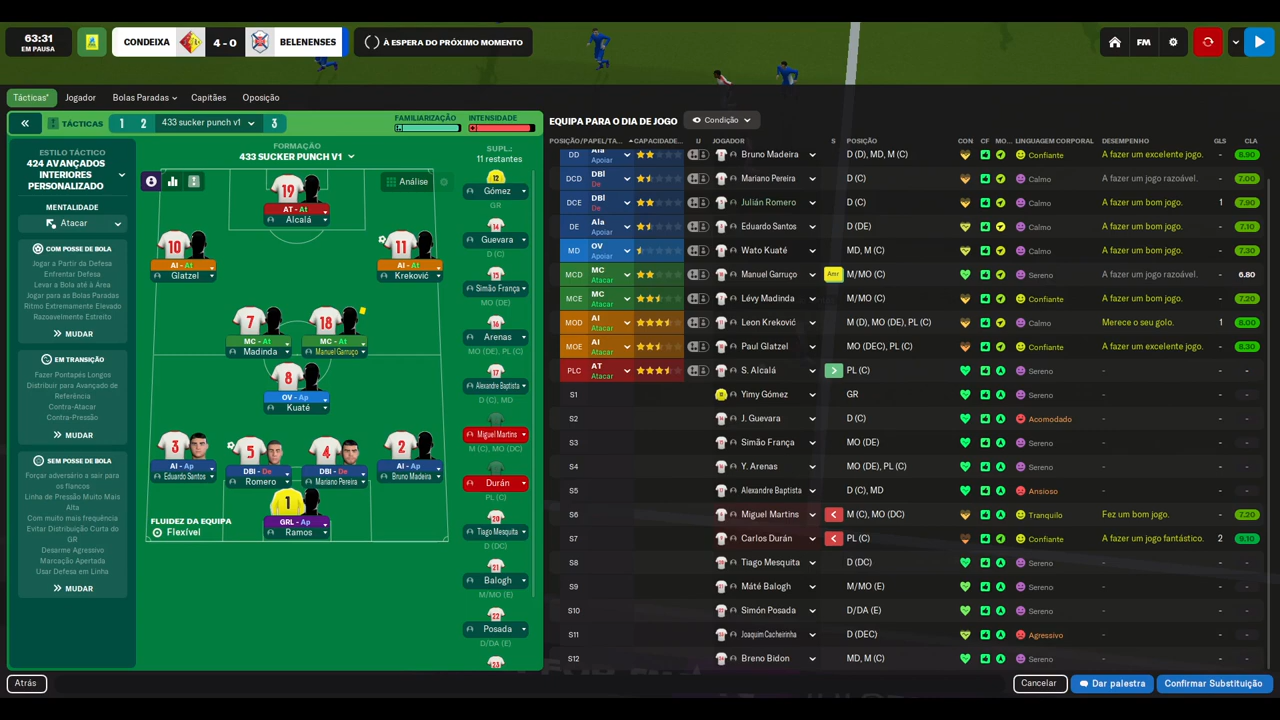 63:31
EM PAUSA
CONDEIXA
4 - 0
BELENENSES
À ESPERA DO PRÓXIMO MOMENTO
FM
Tácticas*
Jogador
Bolas Paradas
Capitães
Oposição
TÁCTICAS
1
2
433 sucker punch v1
3
FAMILIARIZAÇÃO
INTENSIDADE
ESTILO TÁCTICO
424 AVANÇADOS
INTERIORES
PERSONALIZADO
MENTALIDADE
Atacar
COM POSSE DE BOLA
Jogar a Partir da Defesa
Enfrentar Defesa
Levar a Bola até à Área
Jogar para as Bolas Paradas
Ritmo Extremamente Elevado
Razoavelmente Estreito
MUDAR
EM TRANSIÇÃO
Fazer Pontapés Longos
Distribuir para Avançado de
Referência
Contra-Atacar
Contra-Pressão
MUDAR
SEM POSSE DE BOLA
Forçar adversário a sair para
os flancos
Linha de Pressão Muito Mais
Alta
Com muito mais frequência
Evitar Distribuição Curta do
GR
Desarme Agressivo
Marcação Apertada
Usar Defesa em Linha
MUDAR
FORMAÇÃO
433 SUCKER PUNCH V1
Análise
19
AT - At
Alcalá
10
AI - At
Glatzel
11
AI - At
Kreković
7
MC - At
Madinda
18
MC - At
Manuel Garruço
8
OV - Ap
Kuaté
3
Al - Ap
Eduardo Santos
5
DBl - De
Romero
4
DBl - De
Mariano Pereira
2
Al - Ap
Bruno Madeira
1
GRL - Ap
Ramos
FLUIDEZ DA EQUIPA
Flexível
SUPL.:
11 restantes
12
Gómez
GR
14
Guevara
D (C)
15
Simão França
MO (DE)
16
Arenas
MO (DE), PL (C)
17
Alexandre Baptista
D (C), MD
Miguel Martins
M (C), MO (DC)
Durán
PL (C)
20
Tiago Mesquita
D (DC)
21
Balogh
M/MO (E)
22
Posada
D/DA (E)
23
EQUIPA PARA O DIA DE JOGO
Condição
POSIÇÃO/PAPEL/TA... CAPACIDADE... IJ JOGADOR S POSIÇÃO CON CF MO... LINGUAGEM CORPORAL DESEMPENHO GLS CLA
DD Ala Apoiar Bruno Madeira D (D), MD, M (C) Confiante A fazer um excelente jogo. - 8.90
DCD DBl De Mariano Pereira D (C) Calmo A fazer um jogo razoável. - 7.00
DCE DBl De Julián Romero D (C) Calmo A fazer um bom jogo. 1 7.90
DE Ala Apoiar Eduardo Santos D (DE) Calmo A fazer um bom jogo. - 7.40
MD OV Apoiar Wato Kuaté MD, M (C) Calmo A fazer um bom jogo. - 7.30
MCD MC Atacar Manuel Garruço Amr M/MO (C) Sereno A fazer um jogo razoável. - 6.80
MCE MC Atacar Lévy Madinda M/MO (C) Confiante A fazer um bom jogo. - 7.20
MOD AI Atacar Leon Kreković M (D), MO (DE), PL (C) Calmo Merece o seu golo. 1 8.00
MOE AI Atacar Paul Glatzel MO (DEC), PL (C) Confiante A fazer um excelente jogo. - 8.30
PLC AT Atacar S. Alcalá PL (C) Sereno - - -
S1 Yimy Gómez GR Sereno - - -
S2 J. Guevara D (C) Acomodado - - -
S3 Simão França MO (DE) Sereno - - -
S4 Y. Arenas MO (DE), PL (C) Sereno - - -
S5 Alexandre Baptista D (C), MD Ansioso - - -
S6 Miguel Martins M (C), MO (DC) Tranquilo Fez um bom jogo. - 7.20
S7 Carlos Durán PL (C) Confiante A fazer um jogo fantástico. 2 9.10
S8 Tiago Mesquita D (DC) Sereno - - -
S9 Máté Balogh M/MO (E) Sereno - - -
S10 Simón Posada D/DA (E) Sereno - - -
S11 Joaquim Cacheirinha D (DEC) Agressivo - - -
S12 Breno Bidon MD, M (C) Sereno - - -
Atrás
Cancelar
Dar palestra
Confirmar Substituição